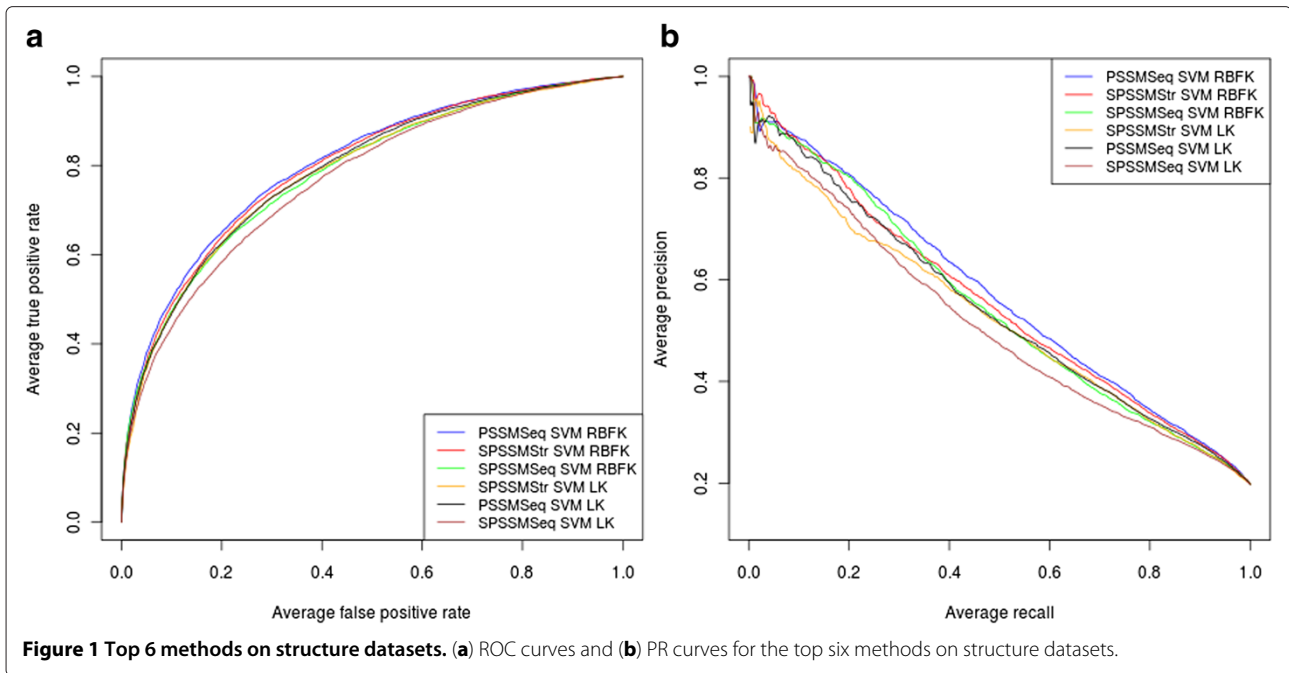 a
1.0
0.8
0.6
0.4
0.2
0.0
Average true positive rate
PSSMSeq SVM RBFK
SPSSMStr SVM RBFK
SPSSMSeq SVM RBFK
SPSSMStr SVM LK
PSSMSeq SVM LK
SPSSMSeq SVM LK
0.0 0.2 0.4 0.6 0.8 1.0
Average false positive rate
b
1.0
0.8
0.6
0.4
0.2
Average precision
PSSMSeq SVM RBFK
SPSSMStr SVM RBFK
SPSSMSeq SVM RBFK
SPSSMStr SVM LK
PSSMSeq SVM LK
SPSSMSeq SVM LK
0.0 0.2 0.4 0.6 0.8 1.0
Average recall
Figure 1 Top 6 methods on structure datasets. (a) ROC curves and (b) PR curves for the top six methods on structure datasets.